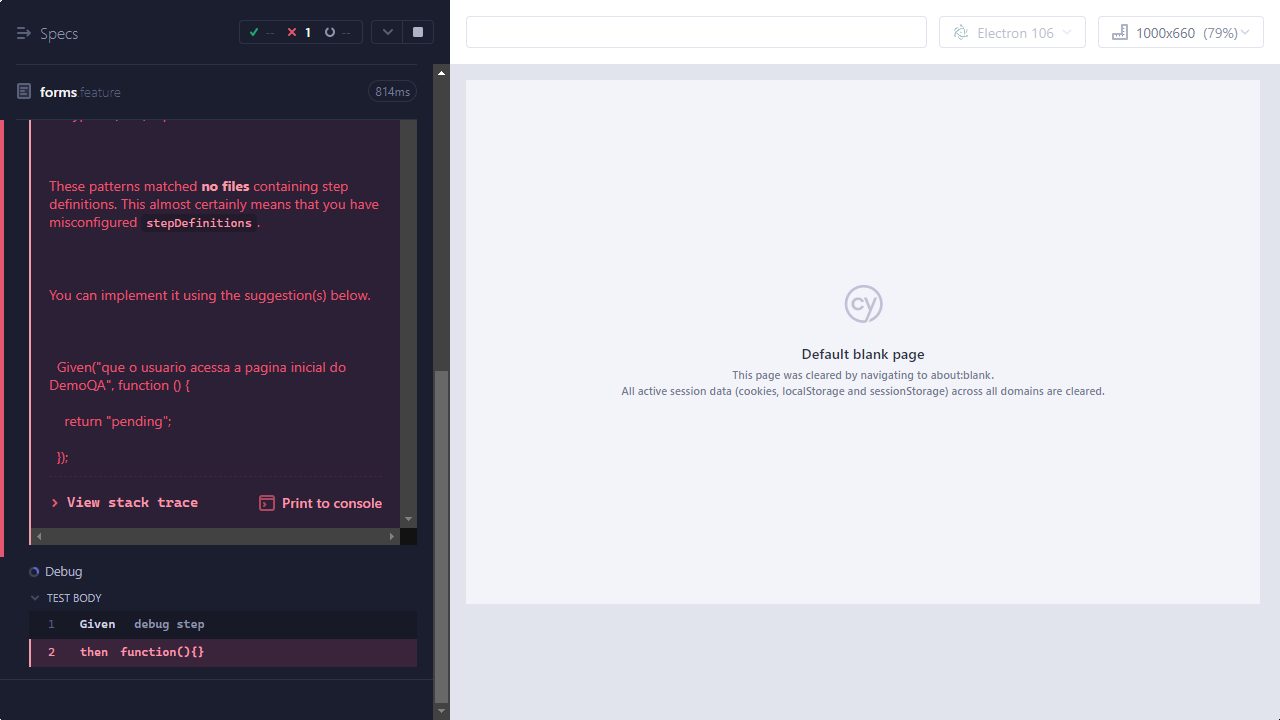 Specs
-- 1 --
Electron 106
1000x660 (79%)
forms.feature
814ms
These patterns matched no files containing step
definitions. This almost certainly means that you have
misconfigured stepDefinitions .
You can implement it using the suggestion(s) below.
Given("que o usuario acessa a pagina inicial do
DemoQA", function () {
return "pending";
});
View stack trace
Print to console
Debug
TEST BODY
1 Given debug step
2 then function(){}
cy
Default blank page
This page was cleared by navigating to about:blank.
All active session data (cookies, localStorage and sessionStorage) across all domains are cleared.